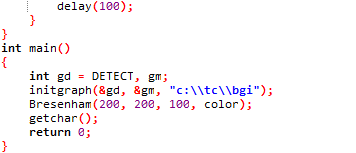 delay(100);
}
}
int main()
{
int gd = DETECT, gm;
initgraph(&gd, &gm, "c:\\tc\\bgi");
Bresenham(200, 200, 100, color);
getchar();
return 0;
}